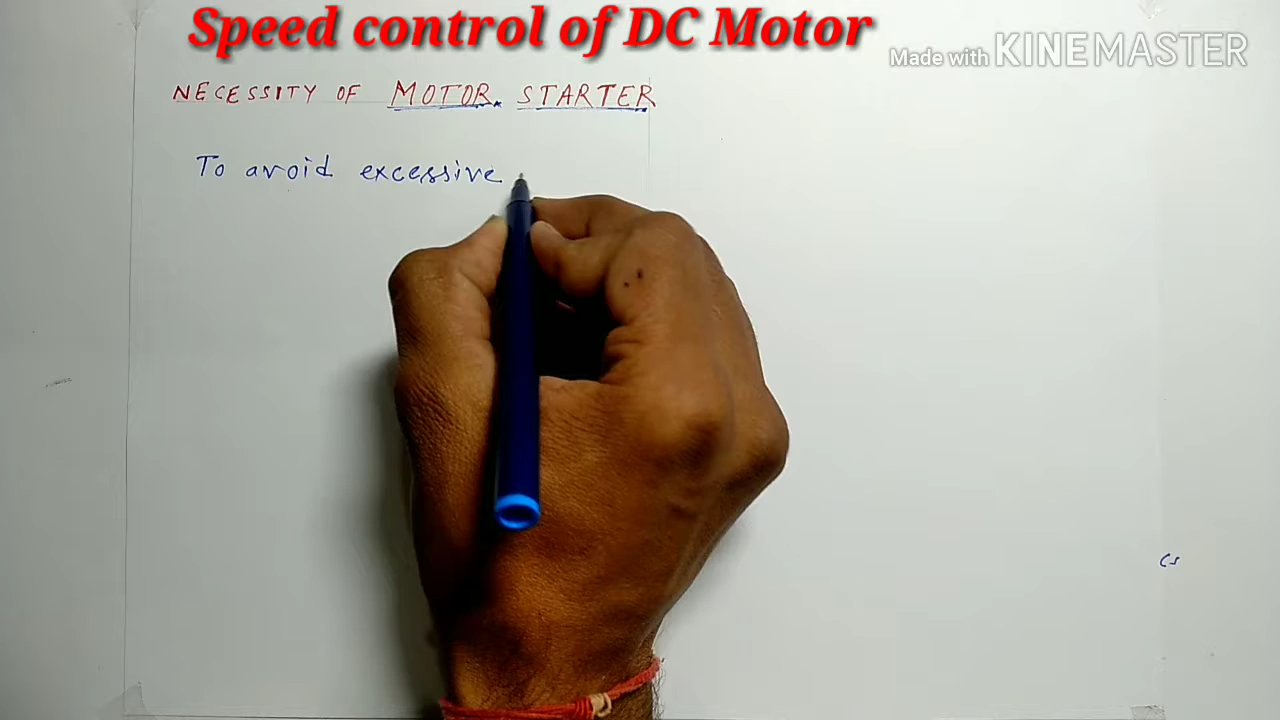 Speed control of DC Motor
Made with KINEMASTER
NECESSITY OF MOTOR STARTER
To avoid excessive